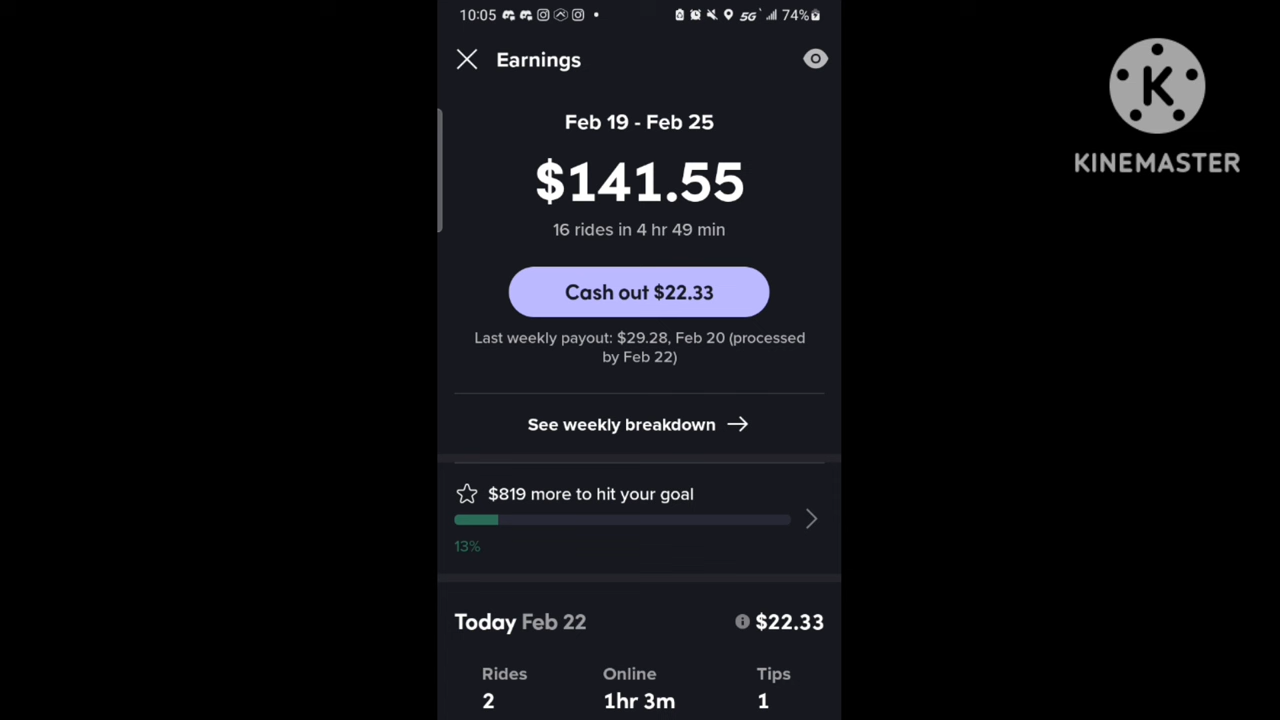 10:05
5G
74%
Earnings
Feb 19 - Feb 25
$141.55
16 rides in 4 hr 49 min
Cash out $22.33
Last weekly payout: $29.28, Feb 20 (processed
by Feb 22)
See weekly breakdown
$819 more to hit your goal
13%
Today Feb 22
$22.33
Rides
Online
Tips
2
1hr 3m
1
K
KINEMASTER